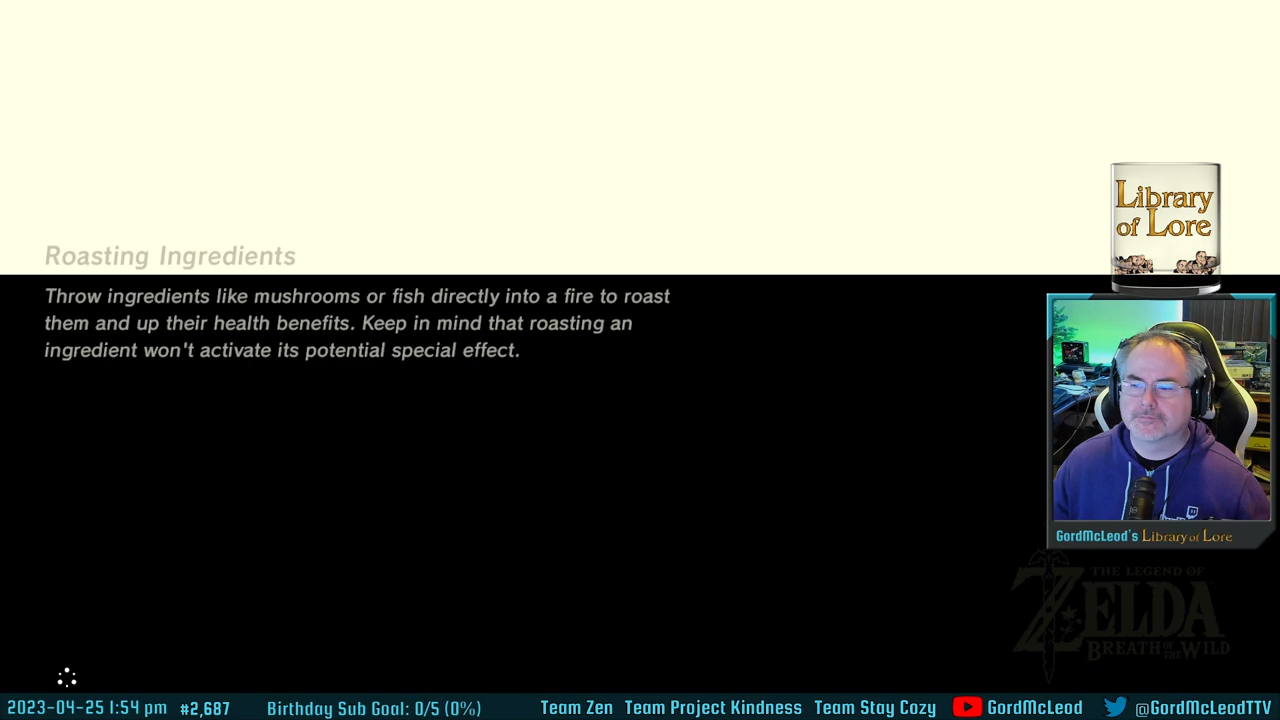 Library
of Lore
Roasting Ingredients
Throw ingredients like mushrooms or fish directly into a fire to roast
them and up their health benefits. Keep in mind that roasting an
ingredient won't activate its potential special effect.
GordMcLeod's Library of Lore
THE LEGEND OF
ZELDA
BREATH OF THE WILD
2023-04-25 1:54 pm #2,687 Birthday Sub Goal: 0/5 (0%) Team Zen Team Project Kindness Team Stay Cozy GordMcLeod @GordMcLeodTTV